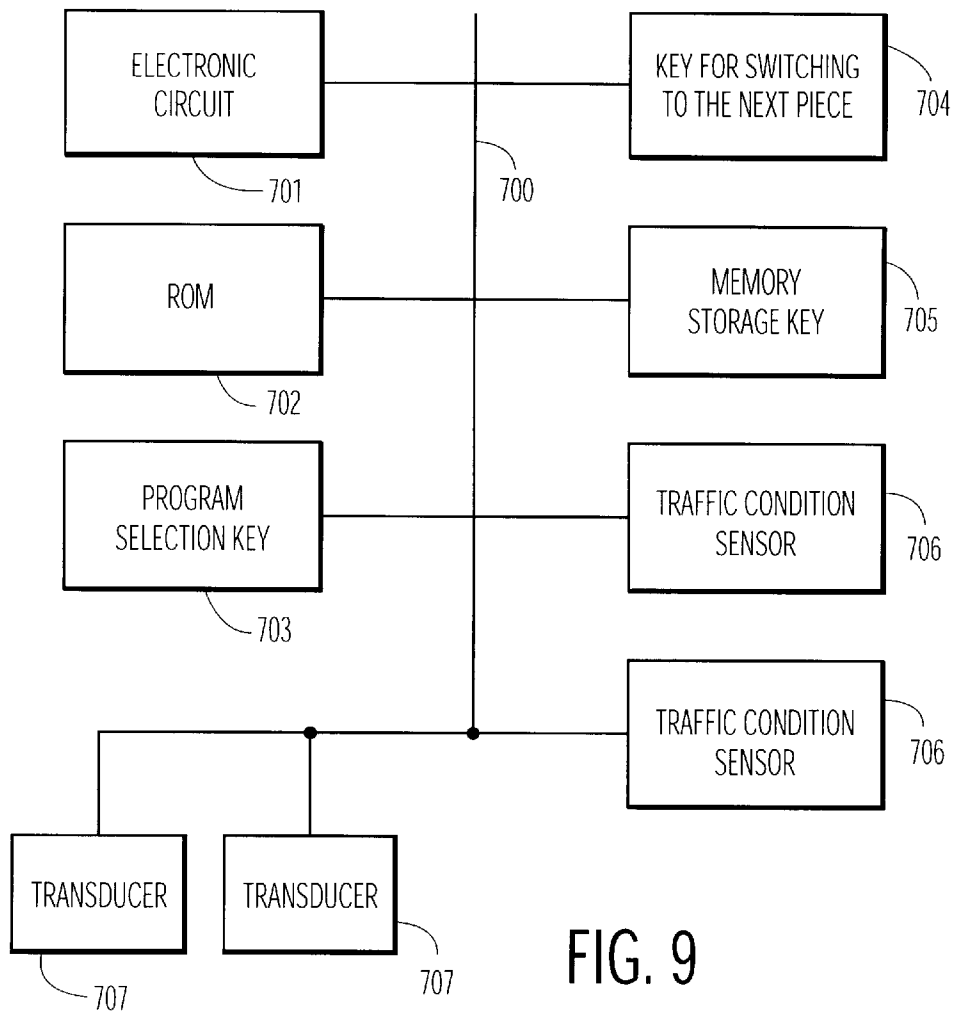 ELECTRONIC
CIRCUIT
701
KEY FOR SWITCHING
TO THE NEXT PIECE
704
700
ROM
702
MEMORY
STORAGE KEY
705
PROGRAM
SELECTION KEY
703
TRAFFIC CONDITION
SENSOR
706
TRAFFIC CONDITION
SENSOR
706
TRANSDUCER
707
TRANSDUCER
707
FIG. 9